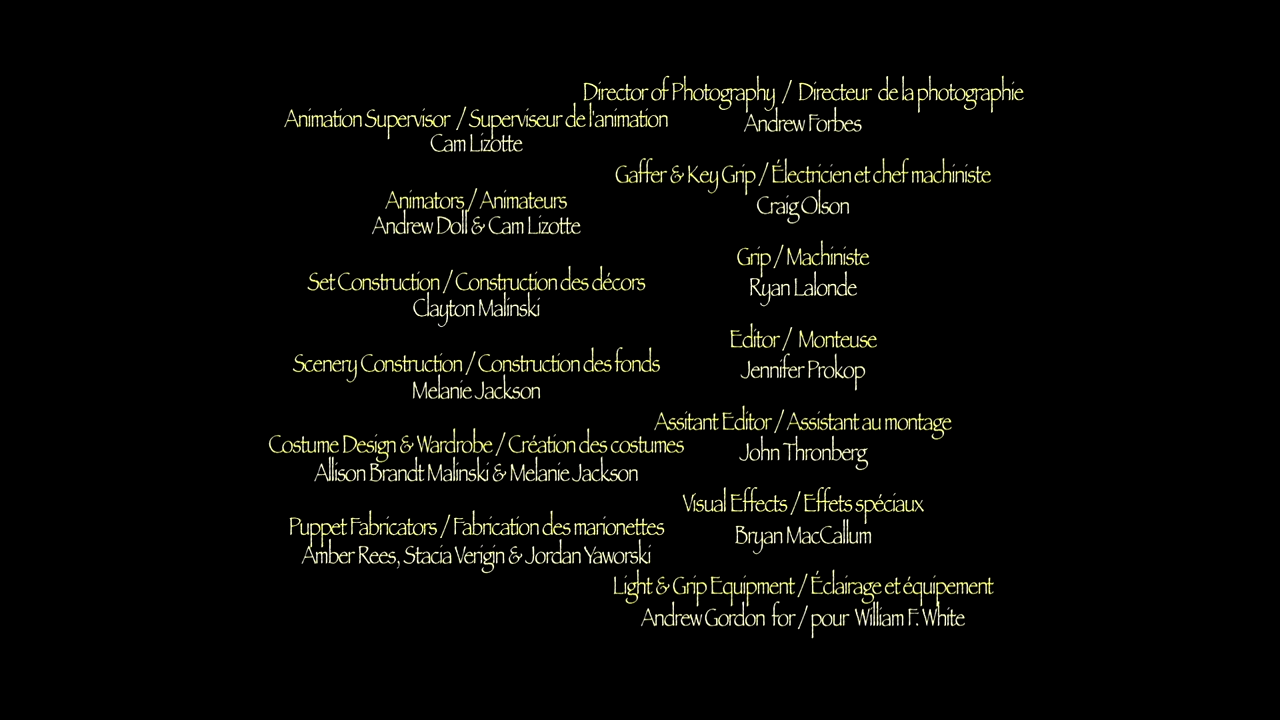 Animation Supervisor / Superviseur de l'animation
Cam Lizotte
Animators / Animateurs
Andrew Doll & Cam Lizotte
Set Construction / Construction des décors
Clayton Malinski
Scenery Construction / Construction des fonds
Melanie Jackson
Costume Design & Wardrobe / Création des costumes
Allison Brandt Malinski & Melanie Jackson
Puppet Fabricators / Fabrication des marionettes
Amber Rees, Stacia Verigin & Jordan Yaworski
Director of Photography / Directeur de la photographie
Andrew Forbes
Gaffer & Key Grip / Électricien et chef machiniste
Craig Olson
Grip / Machiniste
Ryan Lalonde
Editor / Monteuse
Jennifer Prokop
Assitant Editor / Assistant au montage
John Thronberg
Visual Effects / Effets spéciaux
Bryan MacCallum
Light & Grip Equipment / Éclairage et équipement
Andrew Gordon for / pour William F. White